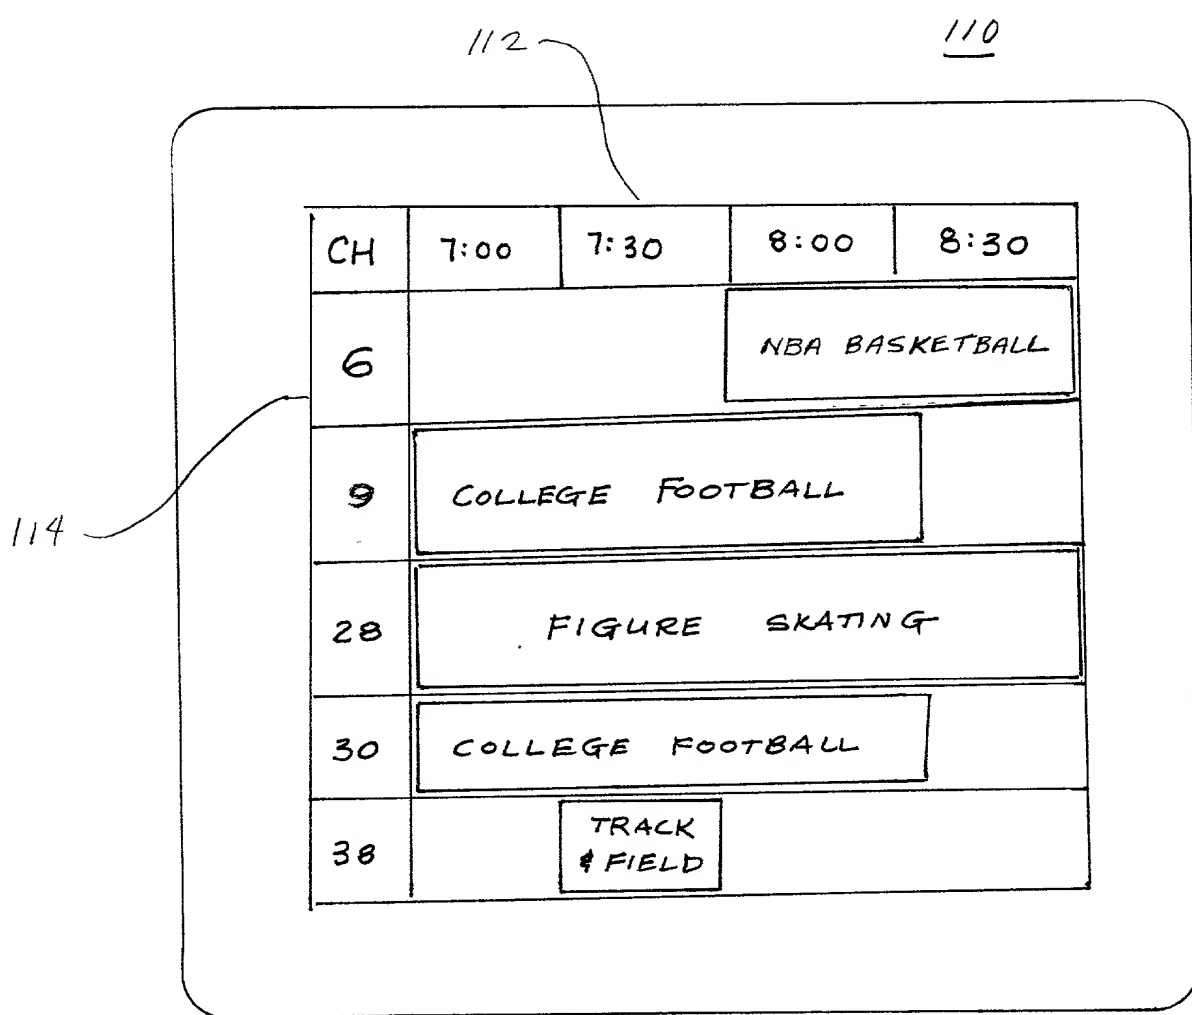 112
110
CH 7:00 7:30 8:00 8:30
6 NBA BASKETBALL
9 COLLEGE FOOTBALL
114
28 FIGURE SKATING
30 COLLEGE FOOTBALL
38 TRACK
& FIELD